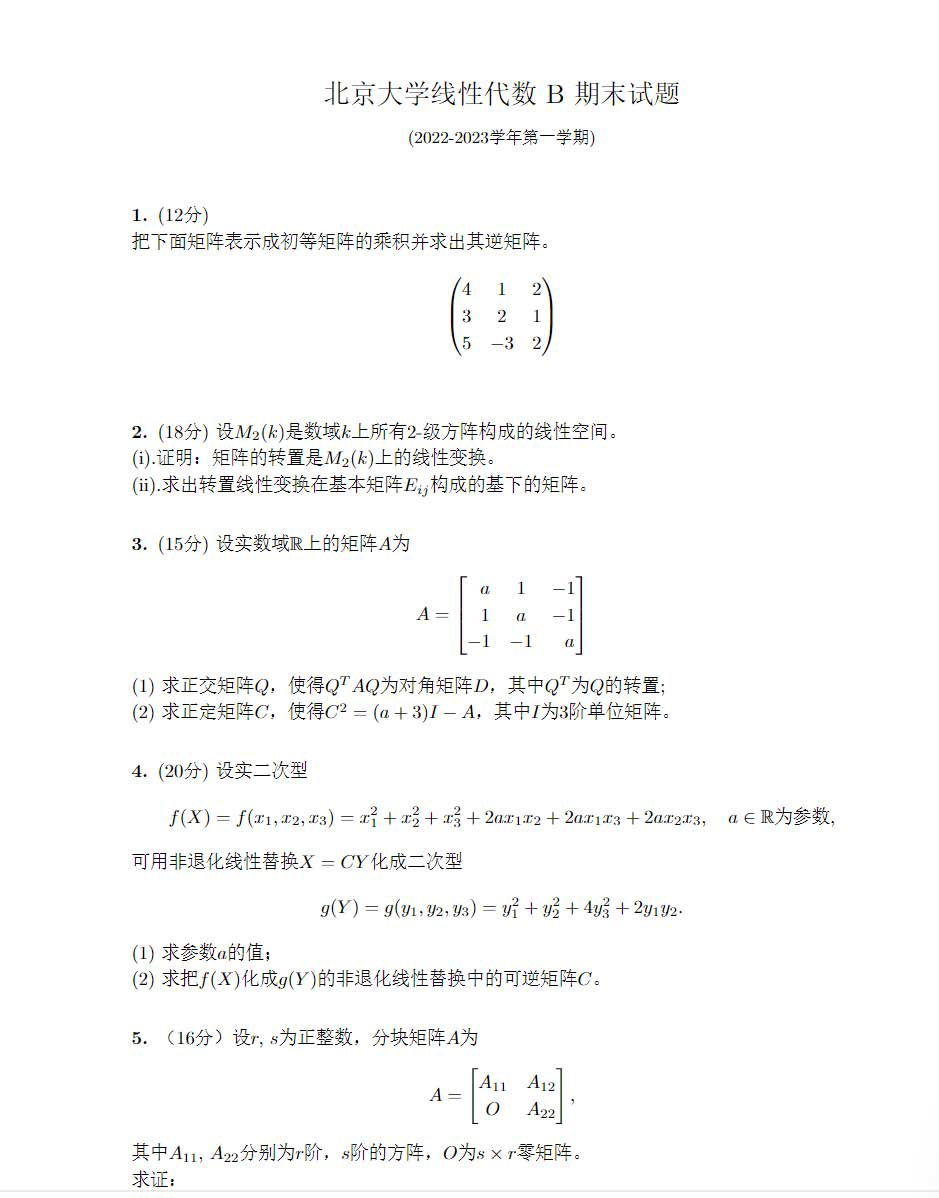 北京大学线性代数 B 期末试题
(2022-2023学年第一学期)
1. (12分)
把下面矩阵表示成初等矩阵的乘积并求出其逆矩阵。
4 1 2
3 2 1
5 −3 2
2. (18分) 设M₂(k)是数域k上所有2-级方阵构成的线性空间。
(i).证明：矩阵的转置是M₂(k)上的线性变换。
(ii).求出转置线性变换在基本矩阵Eᵢⱼ构成的基下的矩阵。
3. (15分) 设实数域ℝ上的矩阵A为
A = [a 1 −1
1 a −1
−1 −1 a]
(1) 求正交矩阵Q，使得QᵀAQ为对角矩阵D，其中Qᵀ为Q的转置;
(2) 求正定矩阵C，使得C² = (a + 3)I − A，其中I为3阶单位矩阵。
4. (20分) 设实二次型
f(X) = f(x₁, x₂, x₃) = x₁² + x₂² + x₃² + 2ax₁x₂ + 2ax₁x₃ + 2ax₂x₃, a ∈ ℝ为参数,
可用非退化线性替换X = CY化成二次型
g(Y) = g(y₁, y₂, y₃) = y₁² + y₂² + 4y₃² + 2y₁y₂.
(1) 求参数a的值；
(2) 求把f(X)化成g(Y)的非退化线性替换中的可逆矩阵C。
5. （16分）设r, s为正整数，分块矩阵A为
A = [A₁₁ A₁₂
O A₂₂],
其中A₁₁, A₂₂分别为r阶，s阶的方阵，O为s × r零矩阵。
求证：